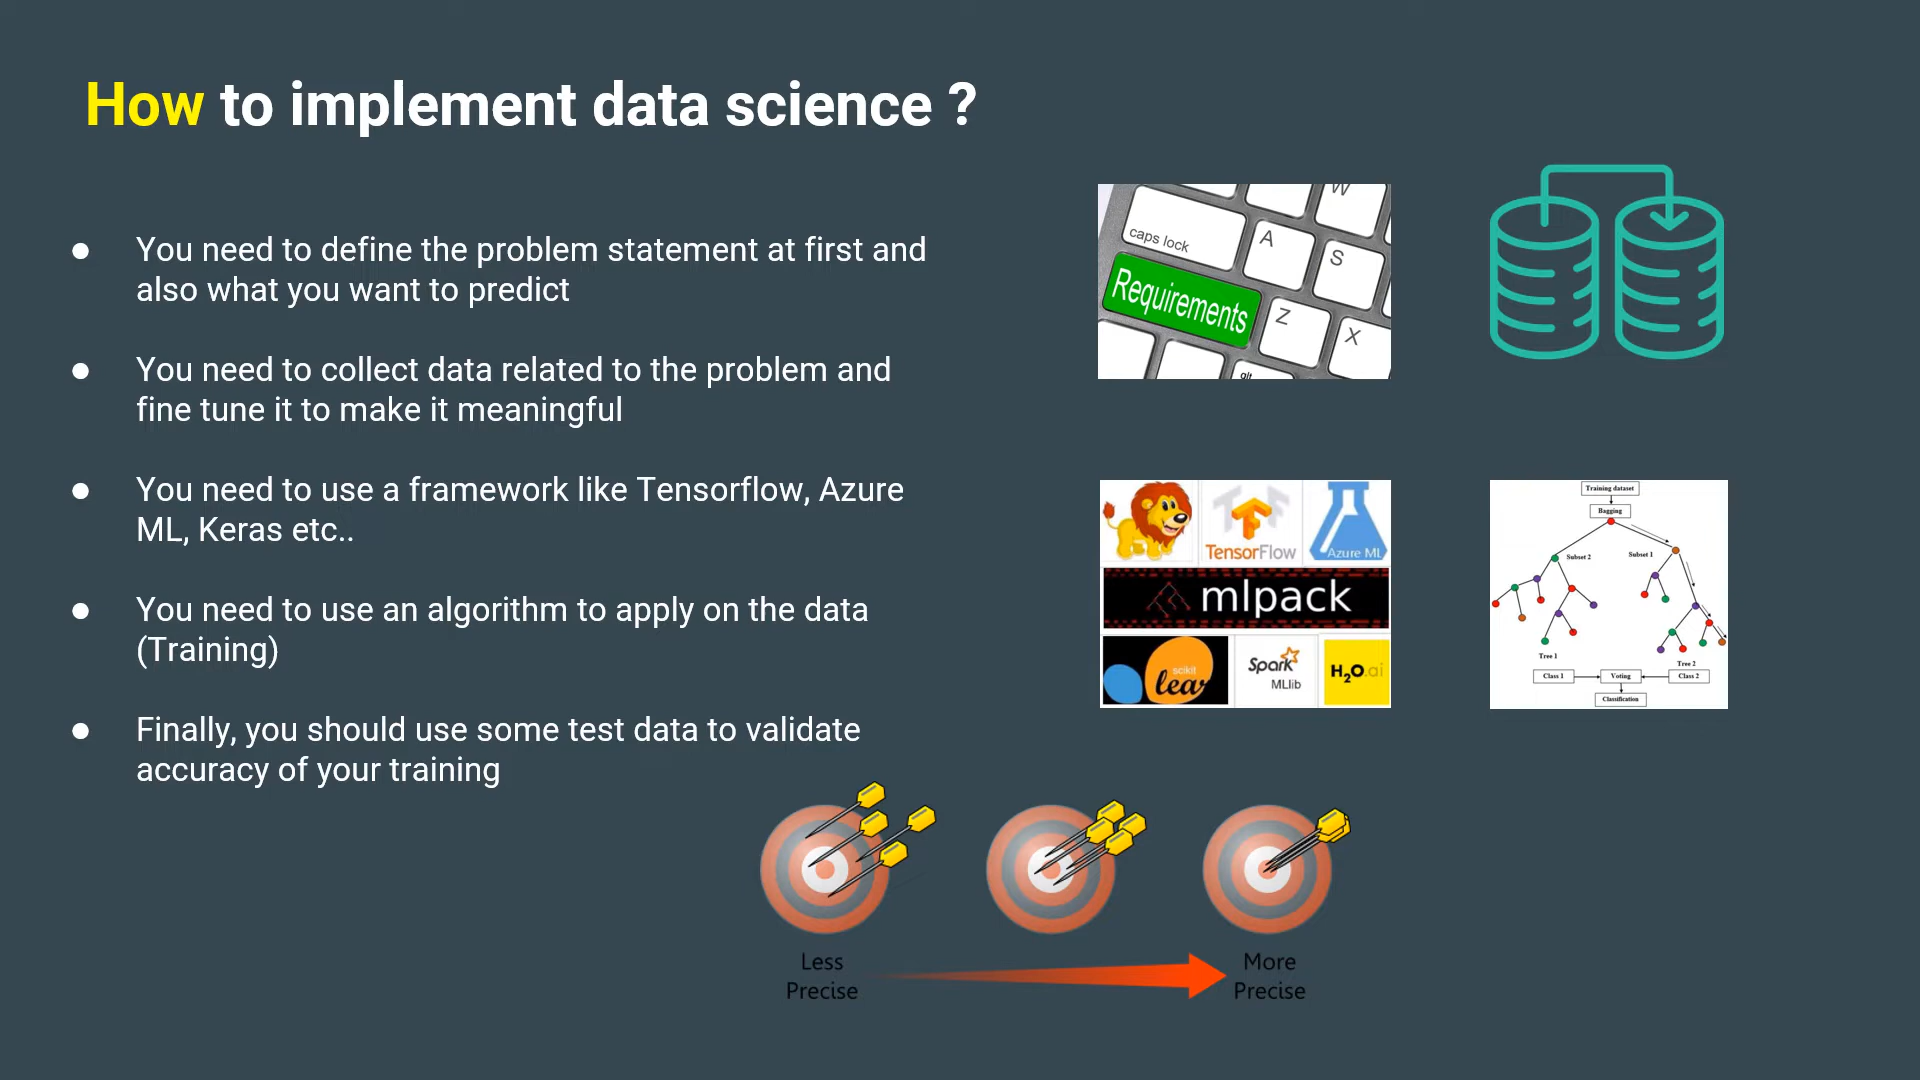 How to implement data science ?
You need to define the problem statement at first and
also what you want to predict
You need to collect data related to the problem and
fine tune it to make it meaningful
You need to use a framework like Tensorflow, Azure
ML, Keras etc..
You need to use an algorithm to apply on the data
(Training)
Finally, you should use some test data to validate
accuracy of your training
W
caps lock
A
S
Requirements
Z
X
TensorFlow
Azure ML
mlpack
scikit
lear
Spark
MLlib
H2O.ai
Training dataset
Bagging
Subset 2
Subset 1
Tree 1
Tree 2
Class 1
Voting
Class 2
Classification
Less
Precise
More
Precise